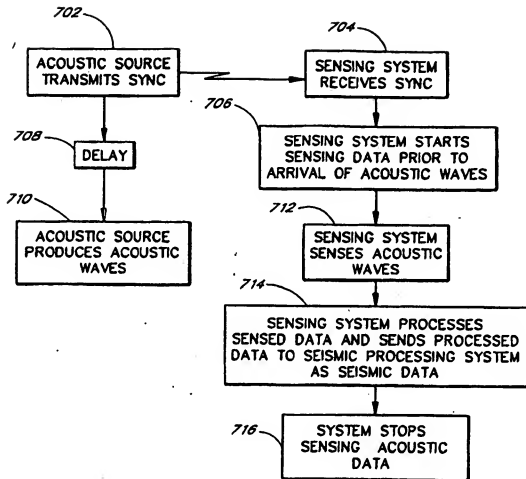 702
ACOUSTIC SOURCE
TRANSMITS SYNC
704
SENSING SYSTEM
RECEIVES SYNC
706
SENSING SYSTEM STARTS
SENSING DATA PRIOR TO
ARRIVAL OF ACOUSTIC WAVES
708
DELAY
710
ACOUSTIC SOURCE
PRODUCES ACOUSTIC
WAVES
712
SENSING SYSTEM
SENSES ACOUSTIC
WAVES
714
SENSING SYSTEM PROCESSES
SENSED DATA AND SENDS PROCESSED
DATA TO SEISMIC PROCESSING SYSTEM
AS SEISMIC DATA
716
SYSTEM STOPS
SENSING ACOUSTIC
DATA